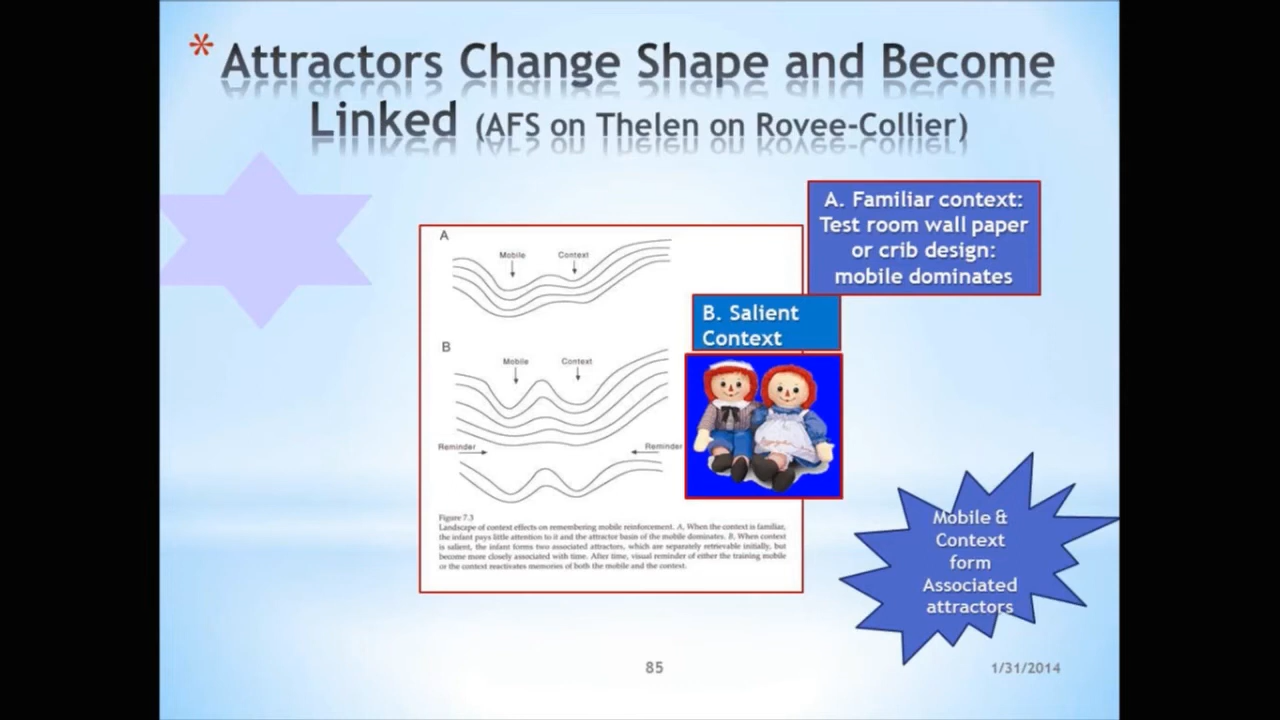 * Attractors Change Shape and Become
Linked (AFS on Thelen on Rovee-Collier)
A. Familiar context:
Test room wall paper
or crib design:
mobile dominates
A
Mobile
Context
B. Salient
Context
B
Mobile
Context
Reminder
Reminder
Figure 7.3
Landscape of context effects on remembering mobile reinforcement. A, When the context is familiar,
the infant pays little attention to it and the attractor basin of the mobile dominates. B, When context
is salient, the infant forms two associated attractors, which are separately retrievable initially, but
become more closely associated with time. After time, visual reminder of either the training mobile
or the context reactivates memories of both the mobile and the context.
Mobile &
Context
form
Associated
attractors
85
1/31/2014